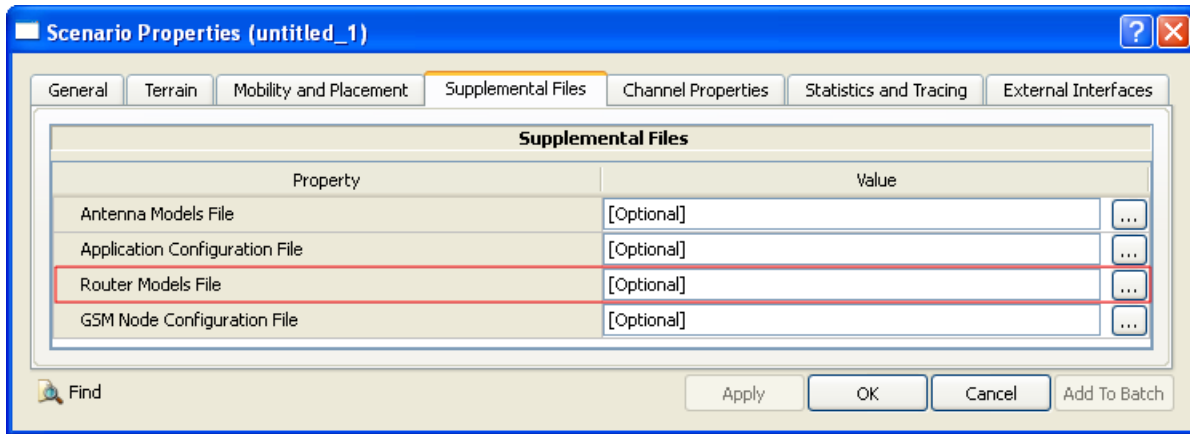 Scenario Properties (untitled_1)
?
General Terrain Mobility and Placement Supplemental Files Channel Properties Statistics and Tracing External Interfaces
Supplemental Files
Property Value
Antenna Models File [Optional] ...
Application Configuration File [Optional] ...
Router Models File [Optional] ...
GSM Node Configuration File [Optional] ...
Find Apply OK Cancel Add To Batch